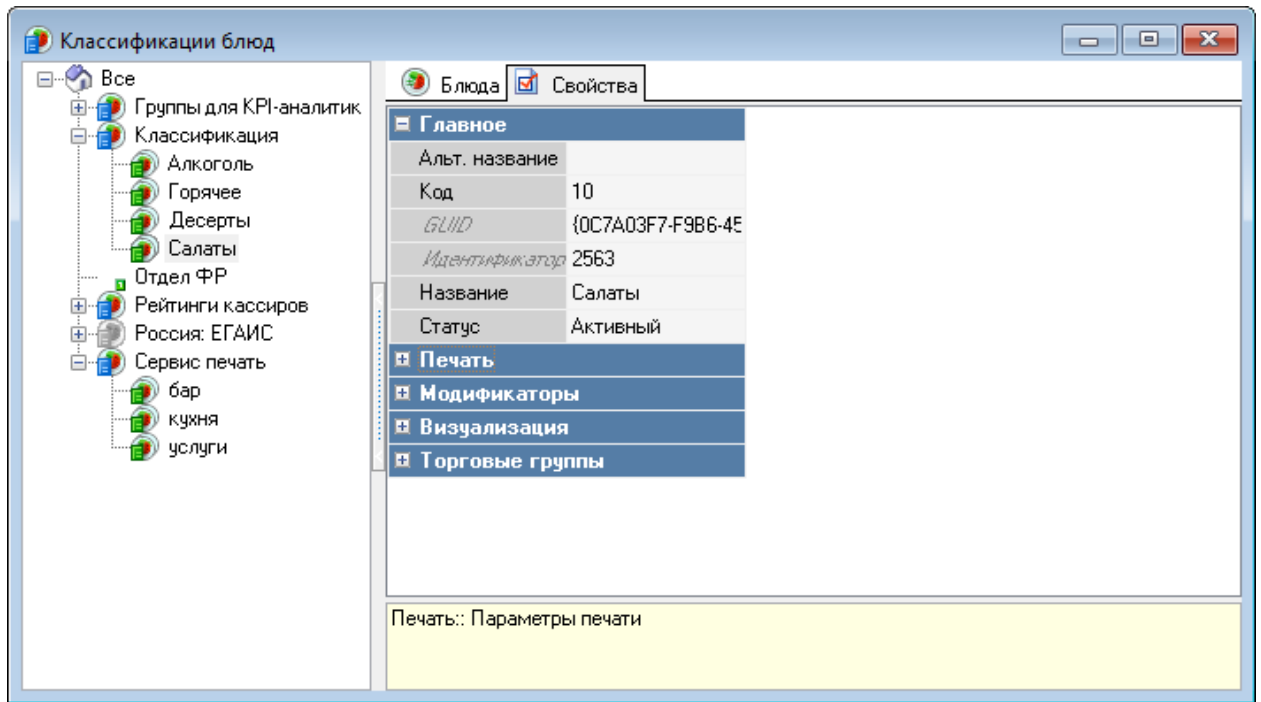 Классификации блюд
Все
Группы для KPI-аналитик
Классификация
Алкоголь
Горячее
Десерты
Салаты
Отдел ФР
Рейтинги кассиров
Россия: ЕГАИС
Сервис печать
бар
кухня
услуги
Блюда Свойства
Главное
Альт. название
Код 10
GUID {0C7A03F7-F9B6-45
Идентификатор 2563
Название Салаты
Статус Активный
Печать
Модификаторы
Визуализация
Торговые группы
Печать:: Параметры печати